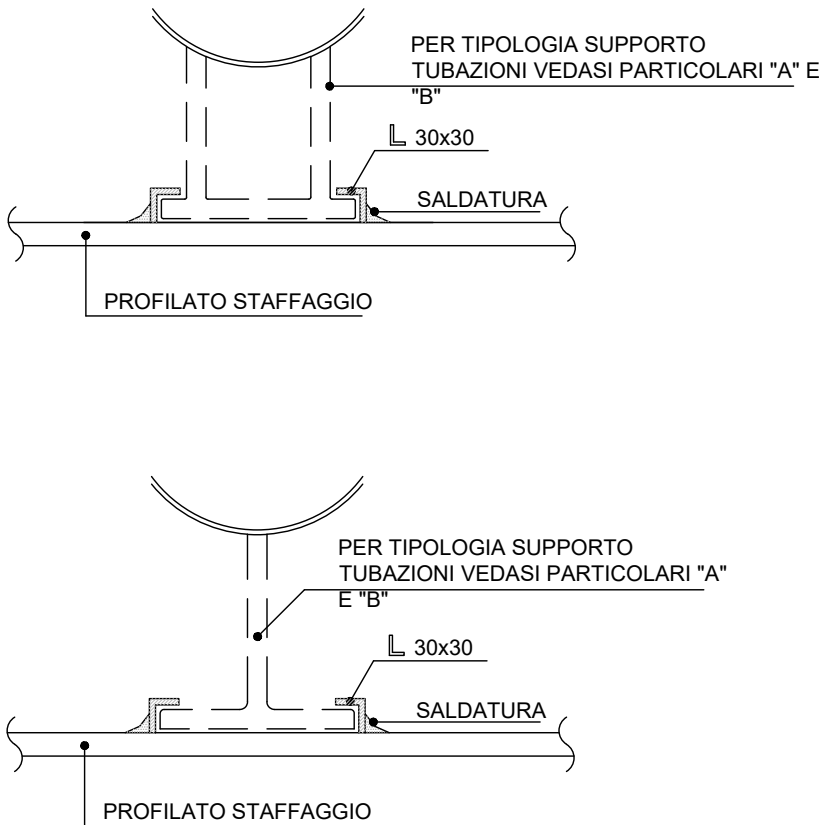 PER TIPOLOGIA SUPPORTO
TUBAZIONI VEDASI PARTICOLARI "A" E
"B"
L 30x30
SALDATURA
PROFILATO STAFFAGGIO
PER TIPOLOGIA SUPPORTO
TUBAZIONI VEDASI PARTICOLARI "A"
E "B"
L 30x30
SALDATURA
PROFILATO STAFFAGGIO